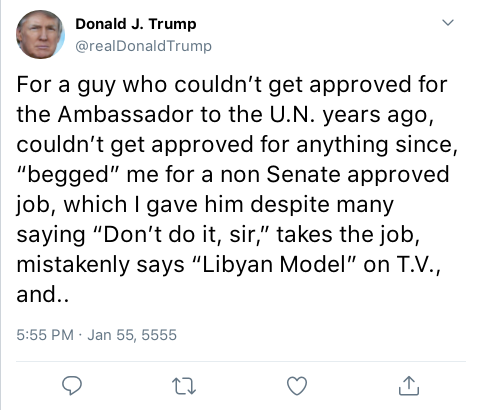 Donald J. Trump
@realDonaldTrump
For a guy who couldn’t get approved for
the Ambassador to the U.N. years ago,
couldn’t get approved for anything since,
“begged” me for a non Senate approved
job, which I gave him despite many
saying “Don’t do it, sir,” takes the job,
mistakenly says “Libyan Model” on T.V.,
and..
5:55 PM · Jan 55, 5555